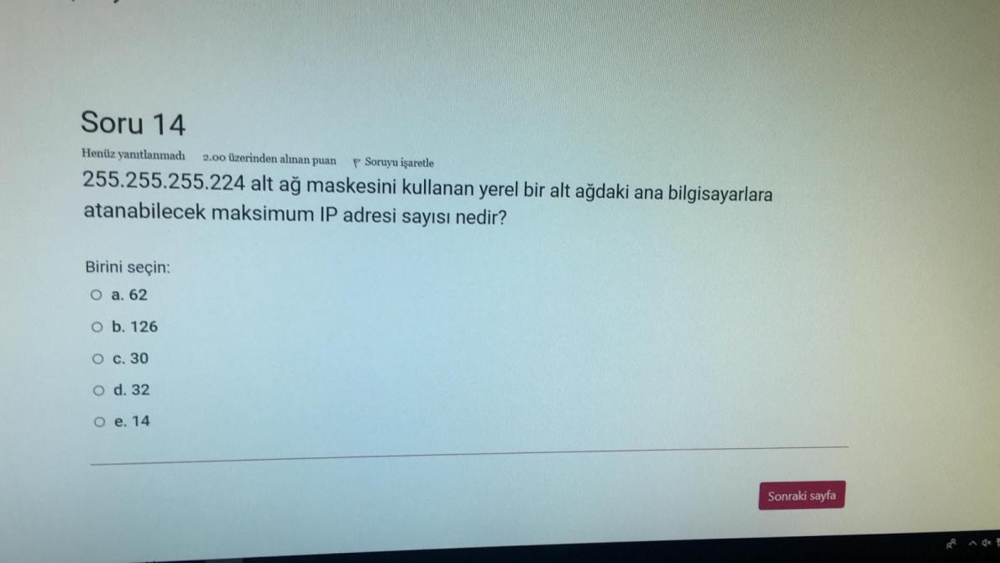 Soru 14
Henüz yanıtlanmadı 2.00 üzerinden alınan puan Soruyu işaretle
255.255.255.224 alt ağ maskesini kullanan yerel bir alt ağdaki ana bilgisayarlara
atanabilecek maksimum IP adresi sayısı nedir?
Birini seçin:
a. 62
b. 126
c. 30
d. 32
e. 14
Sonraki sayfa